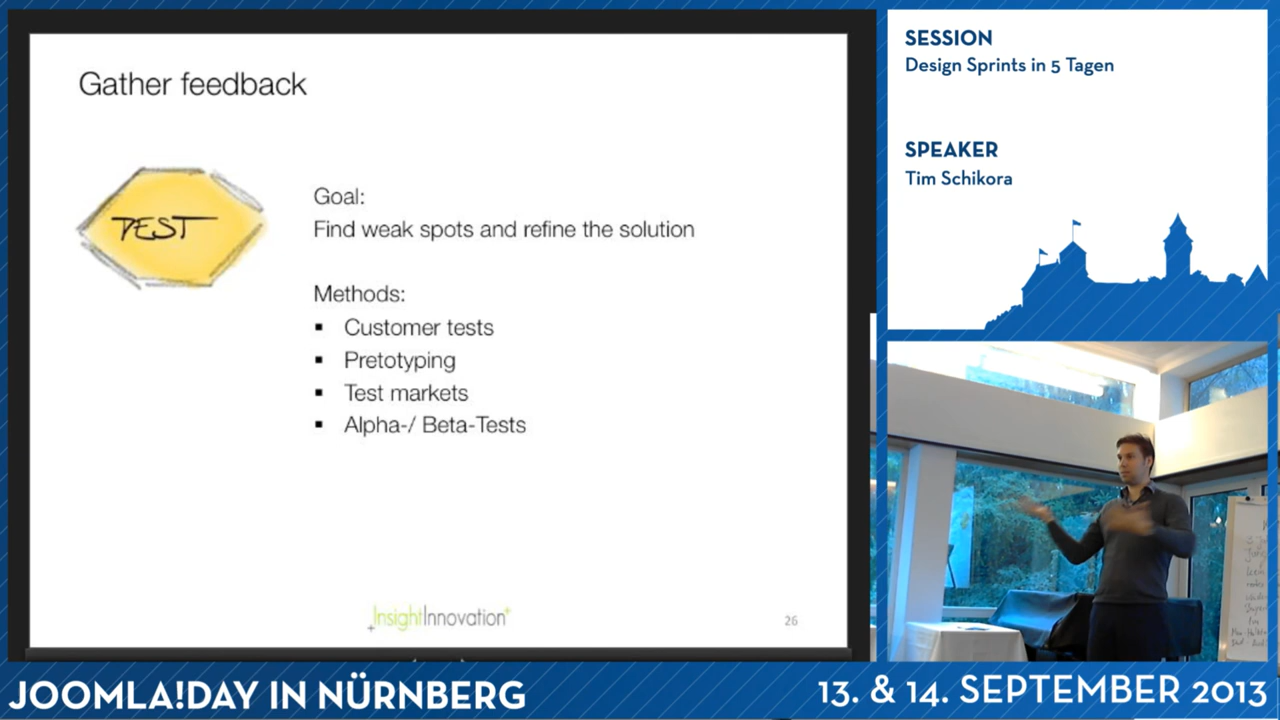 Gather feedback
TEST
Goal:
Find weak spots and refine the solution
Methods:
▪ Customer tests
▪ Pretotyping
▪ Test markets
▪ Alpha-/ Beta-Tests
InsightInnovation
26
SESSION
Design Sprints in 5 Tagen
SPEAKER
Tim Schikora
JOOMLA!DAY IN NÜRNBERG
13. & 14. SEPTEMBER 2013